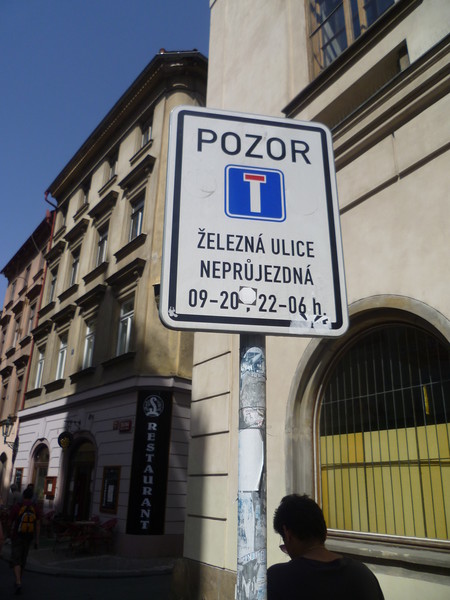 POZOR
ŽELEZNÁ ULICE
NEPRŮJEZDNÁ
09-20, 22-06 h
RESTAURANT